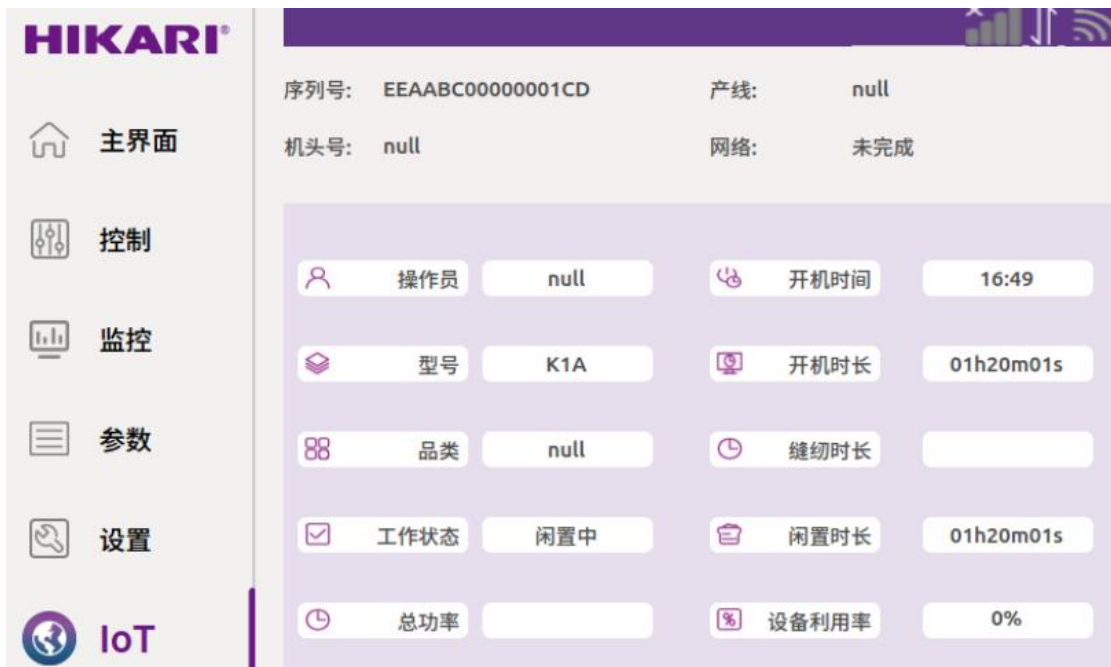 HIKARI®
主界面
控制
监控
参数
设置
IoT
序列号: EEAABC00000001CD 产线: null
机头号: null 网络: 未完成
操作员 null 开机时间 16:49
型号 K1A 开机时长 01h20m01s
品类 null 缝纫时长
工作状态 闲置中 闲置时长 01h20m01s
总功率 设备利用率 0%